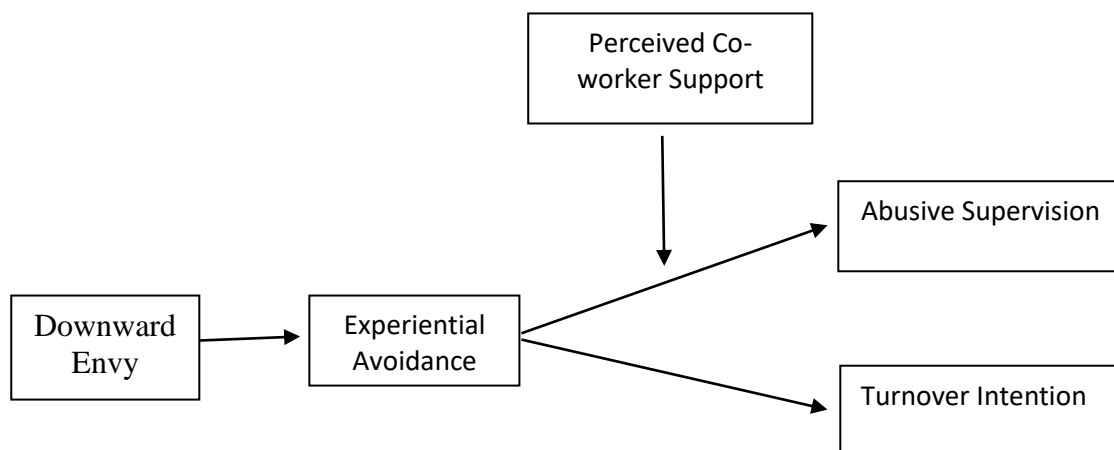 Perceived Co-
worker Support
Abusive Supervision
Downward
Envy
Experiential
Avoidance
Turnover Intention